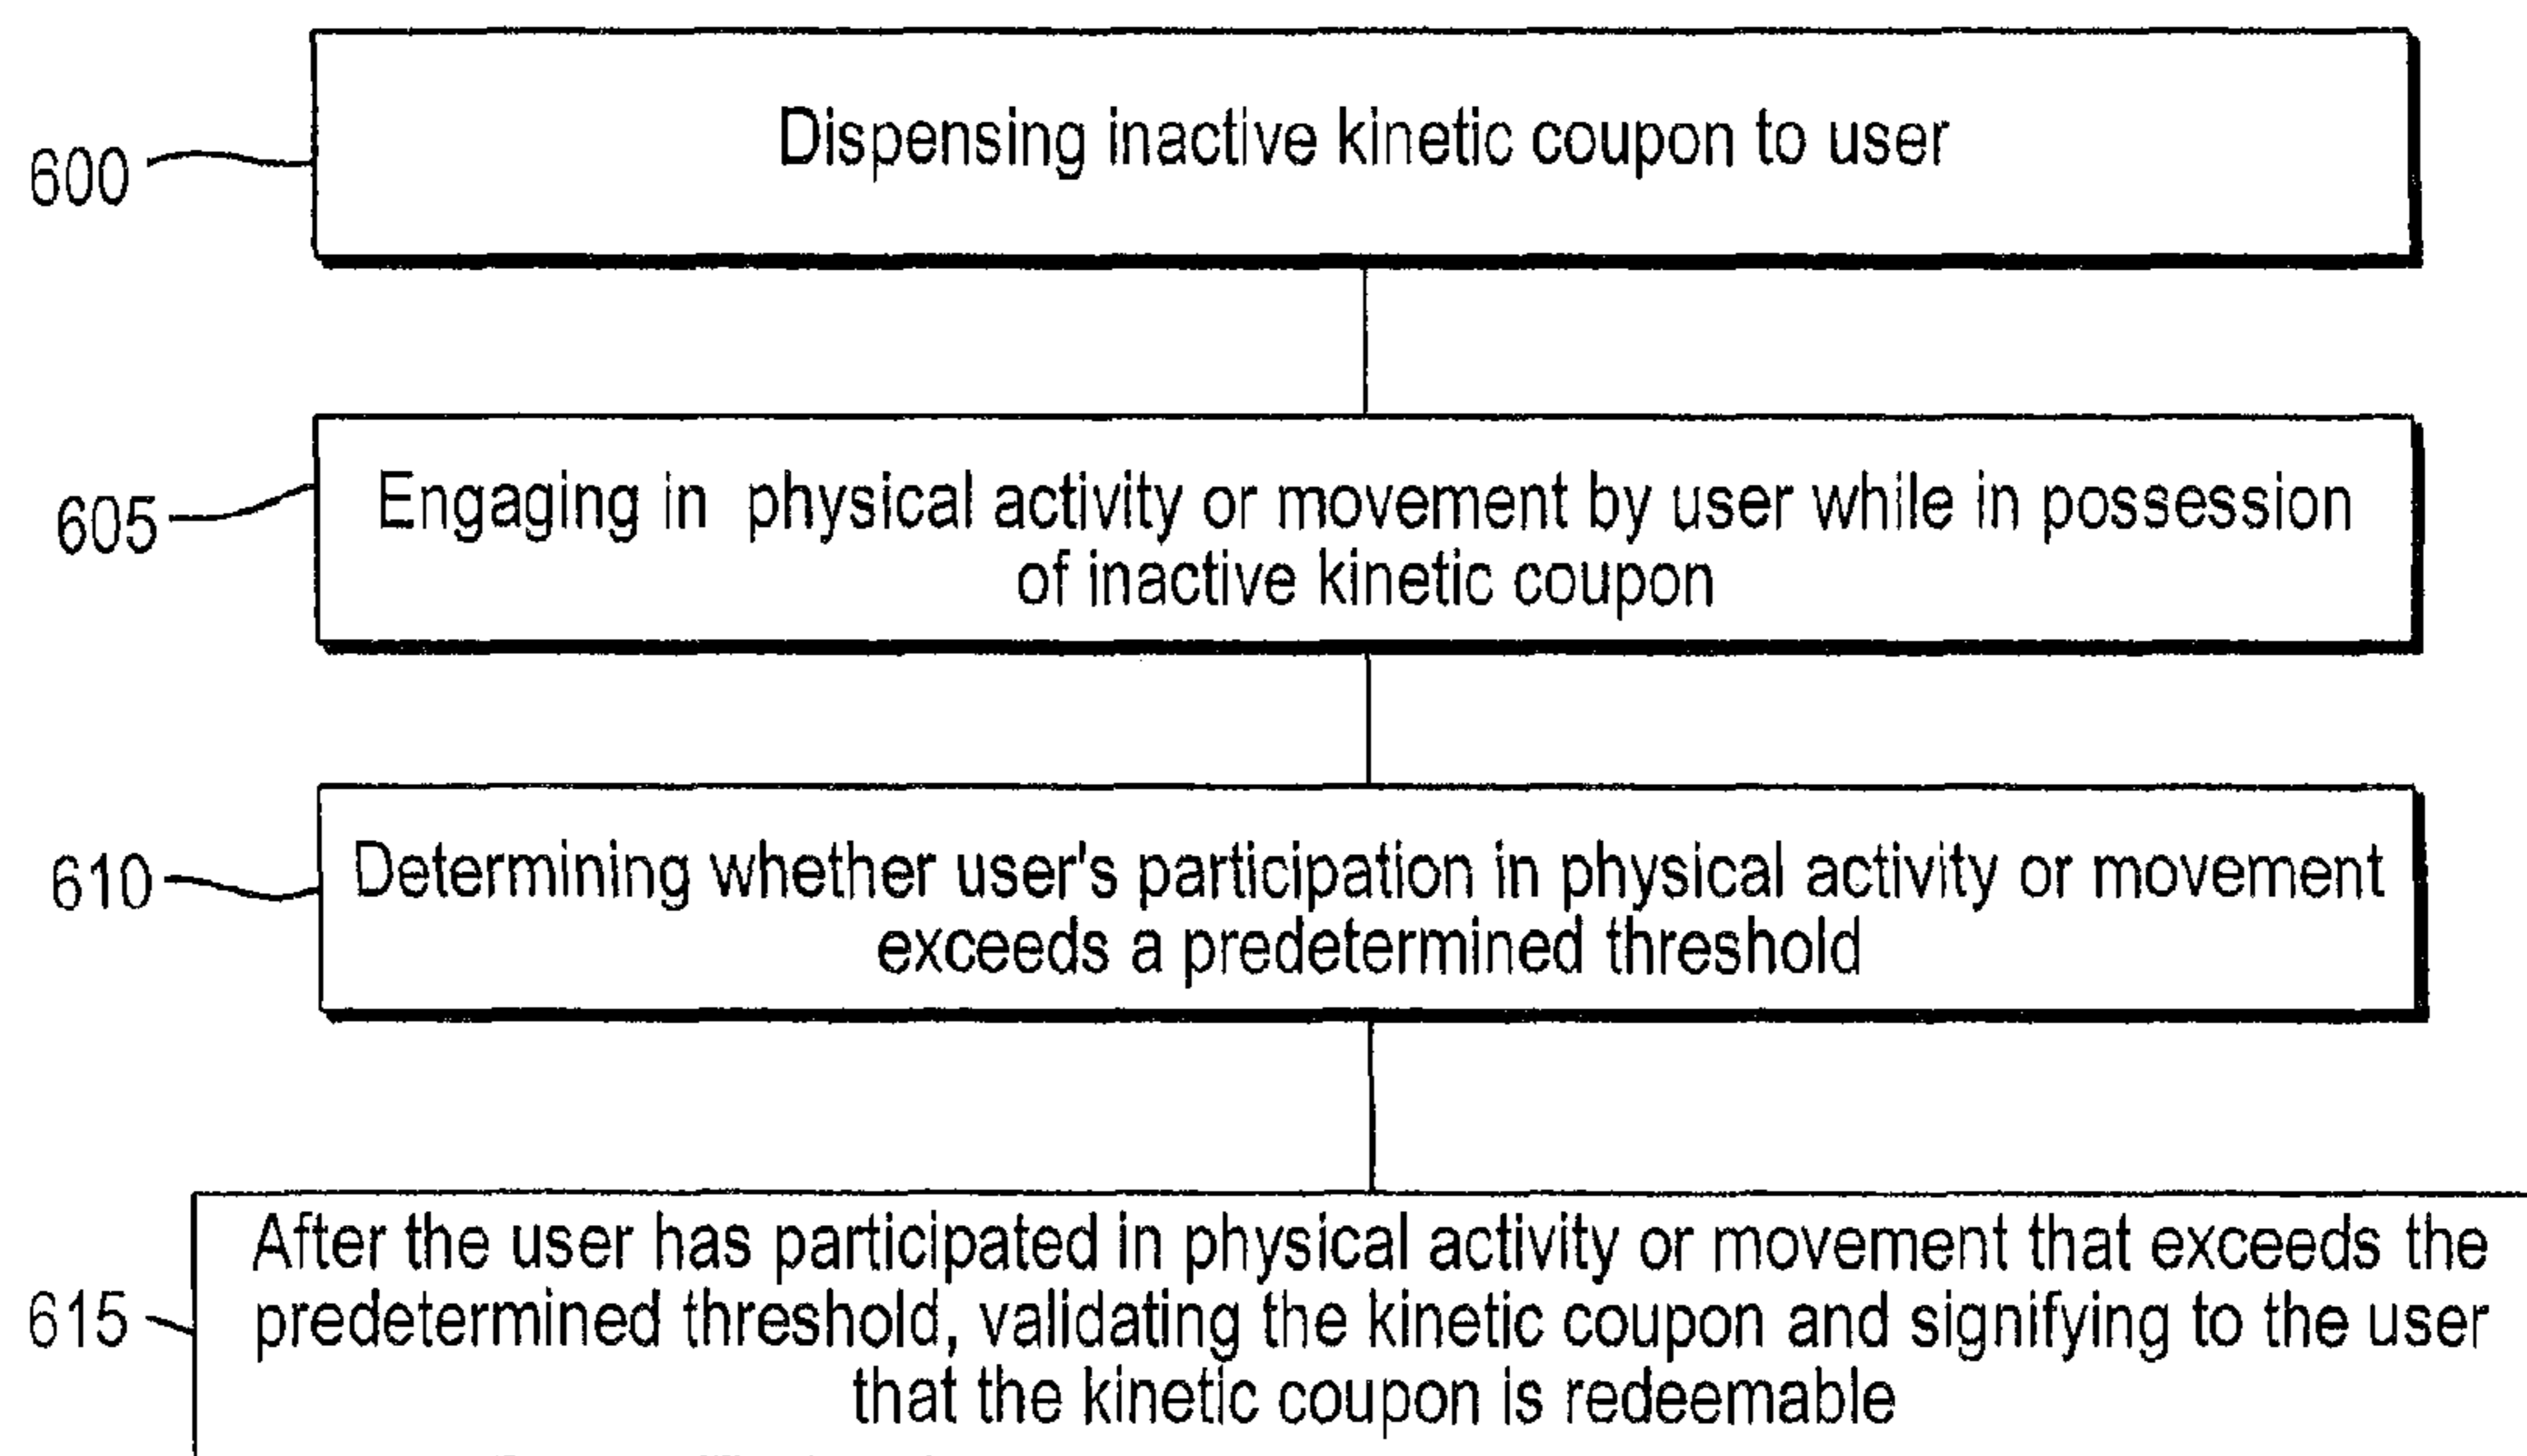 Dispensing inactive kinetic coupon to user
600
Engaging in physical activity or movement by user while in possession
of inactive kinetic coupon
605
Determining whether user's participation in physical activity or movement
exceeds a predetermined threshold
610
After the user has participated in physical activity or movement that exceeds the
predetermined threshold, validating the kinetic coupon and signifying to the user
that the kinetic coupon is redeemable
615